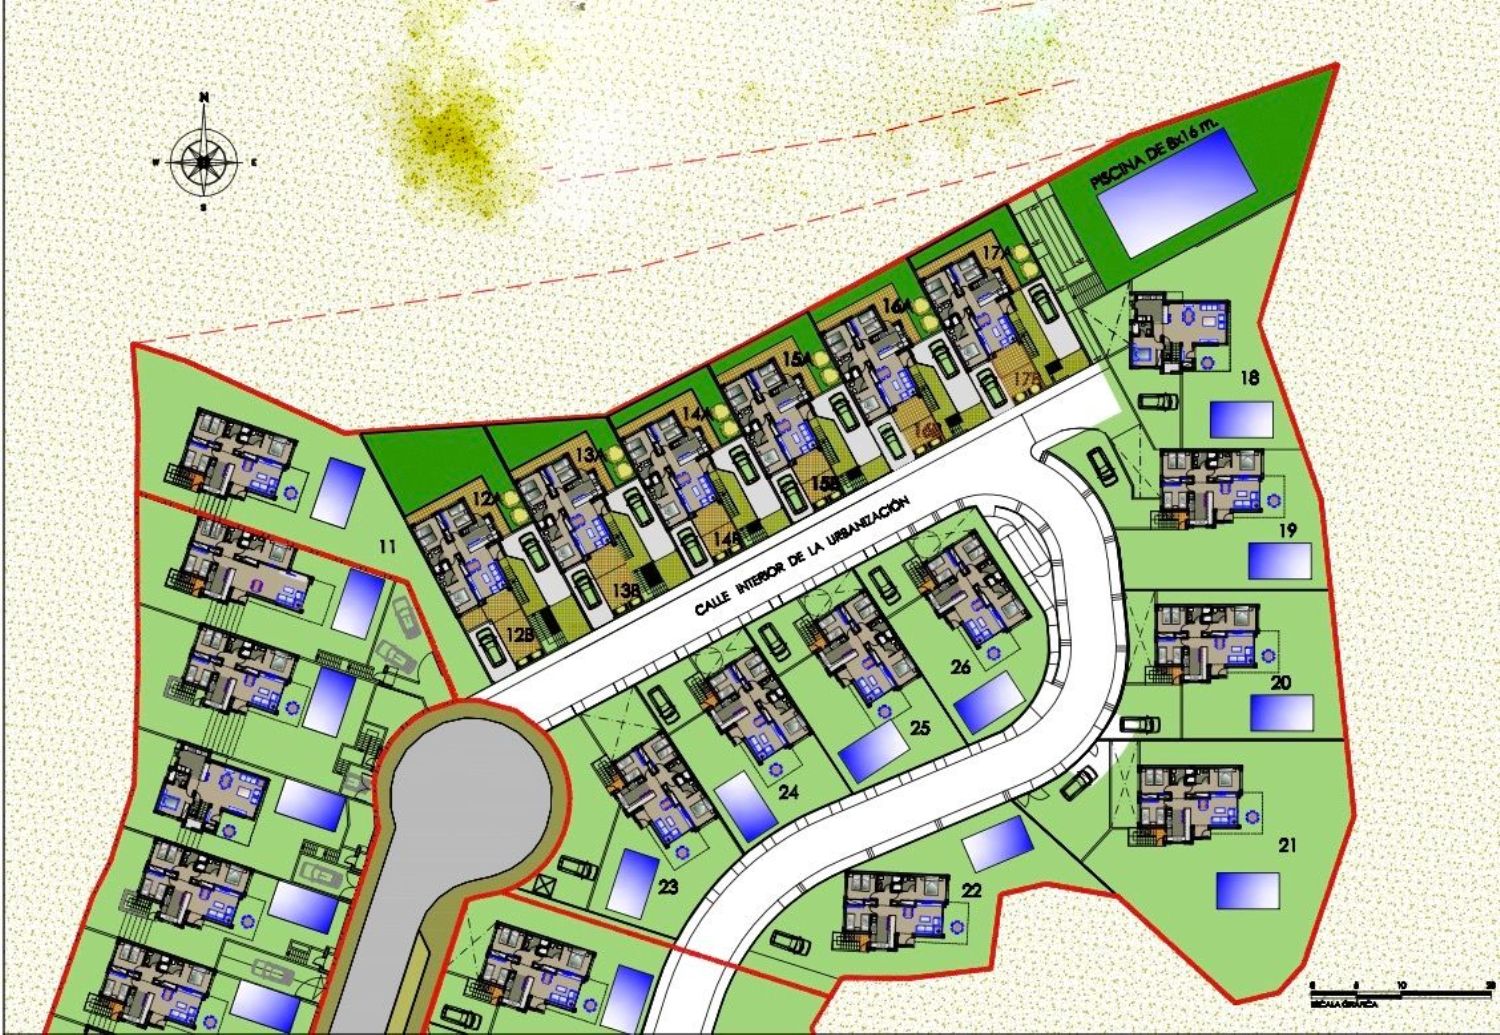 N
W E
S
PISCINA DE 8x16 m.
17A
16A
15A
14A
13A
12A
17B
16B
15B
14B
13B
12B
11
18
19
20
21
22
23
24
25
26
CALLE INTERIOR DE LA URBANIZACIÓN
0 5 10 20
ESCALA GRÁFICA